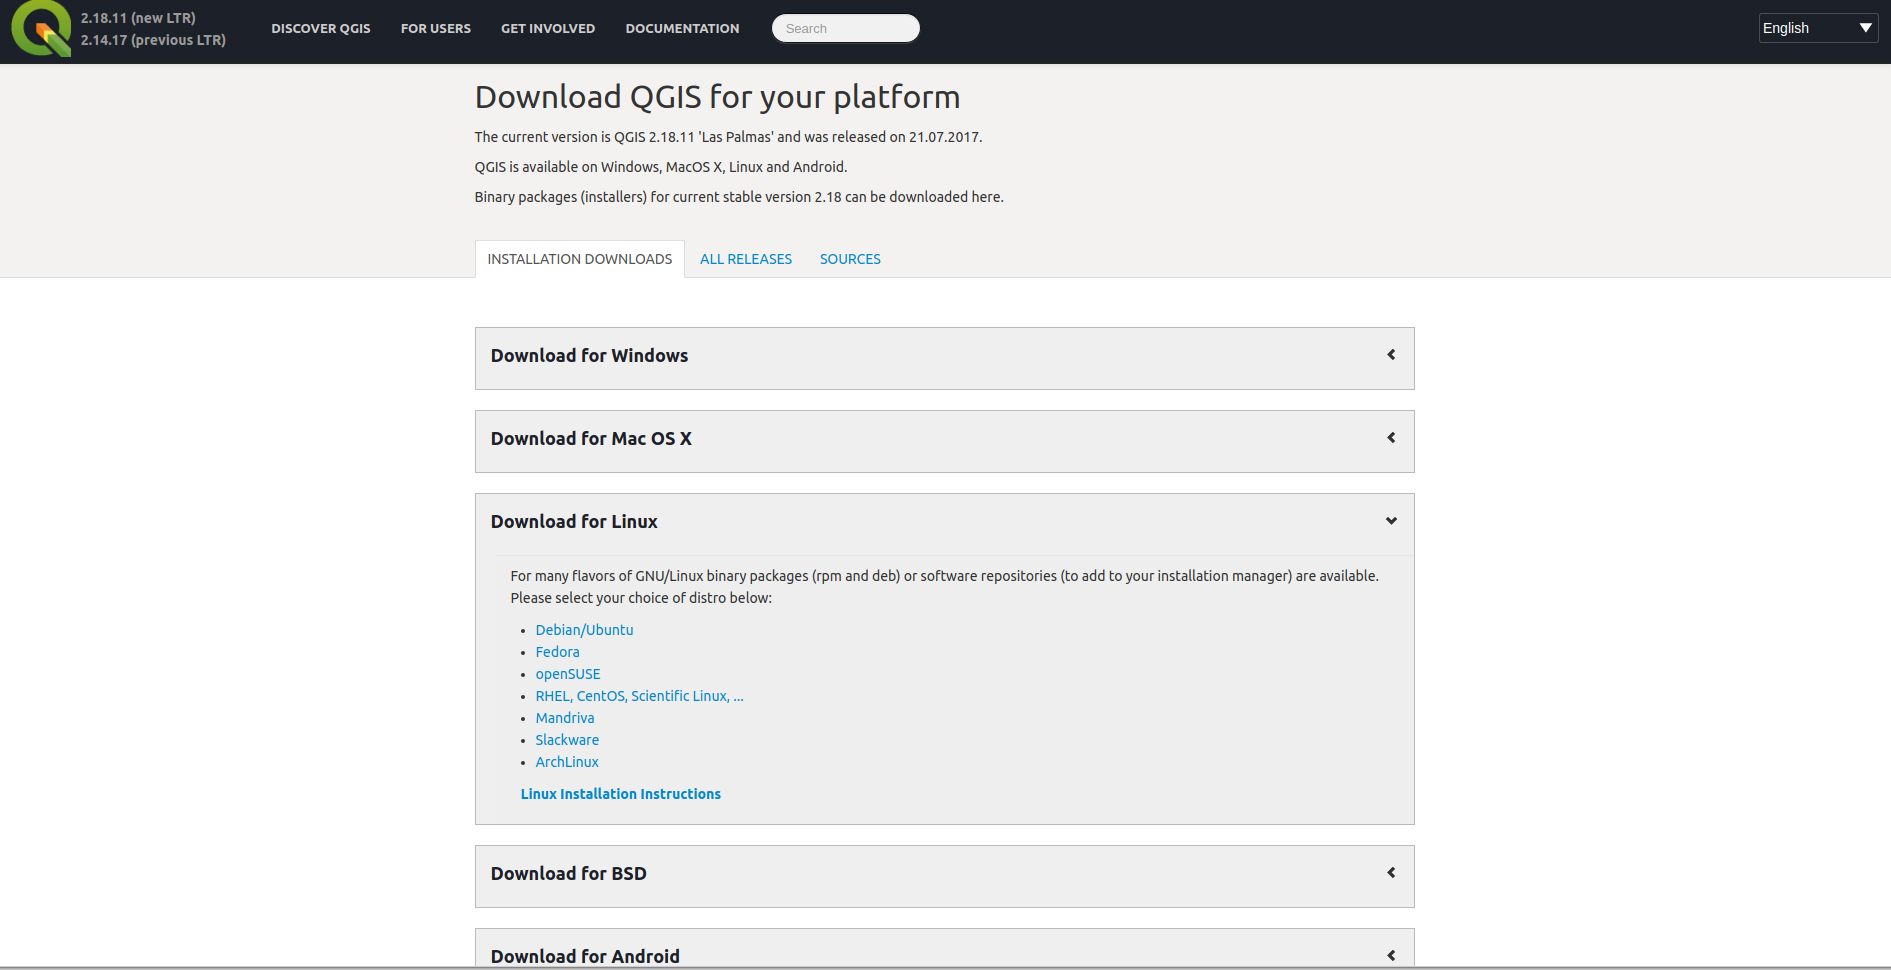 2.18.11 (new LTR)
2.14.17 (previous LTR)
DISCOVER QGIS FOR USERS GET INVOLVED DOCUMENTATION Search English
Download QGIS for your platform
The current version is QGIS 2.18.11 'Las Palmas' and was released on 21.07.2017.
QGIS is available on Windows, MacOS X, Linux and Android.
Binary packages (installers) for current stable version 2.18 can be downloaded here.
INSTALLATION DOWNLOADS ALL RELEASES SOURCES
Download for Windows
Download for Mac OS X
Download for Linux
For many flavors of GNU/Linux binary packages (rpm and deb) or software repositories (to add to your installation manager) are available.
Please select your choice of distro below:
• Debian/Ubuntu
• Fedora
• openSUSE
• RHEL, CentOS, Scientific Linux, ...
• Mandriva
• Slackware
• ArchLinux
Linux Installation Instructions
Download for BSD
Download for Android